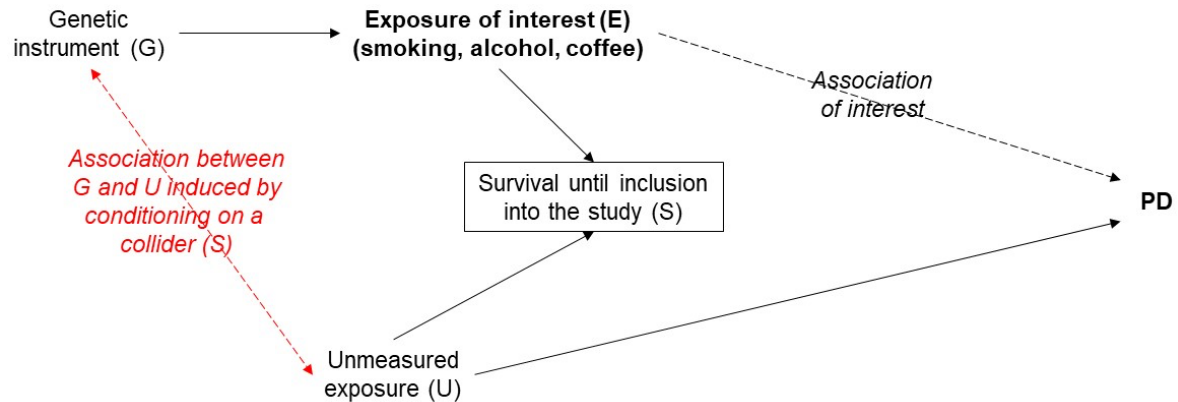 Genetic
instrument (G)
Exposure of interest (E)
(smoking, alcohol, coffee)
Association
of interest
Association between
G and U induced by
conditioning on a
collider (S)
Survival until inclusion
into the study (S)
PD
Unmeasured
exposure (U)